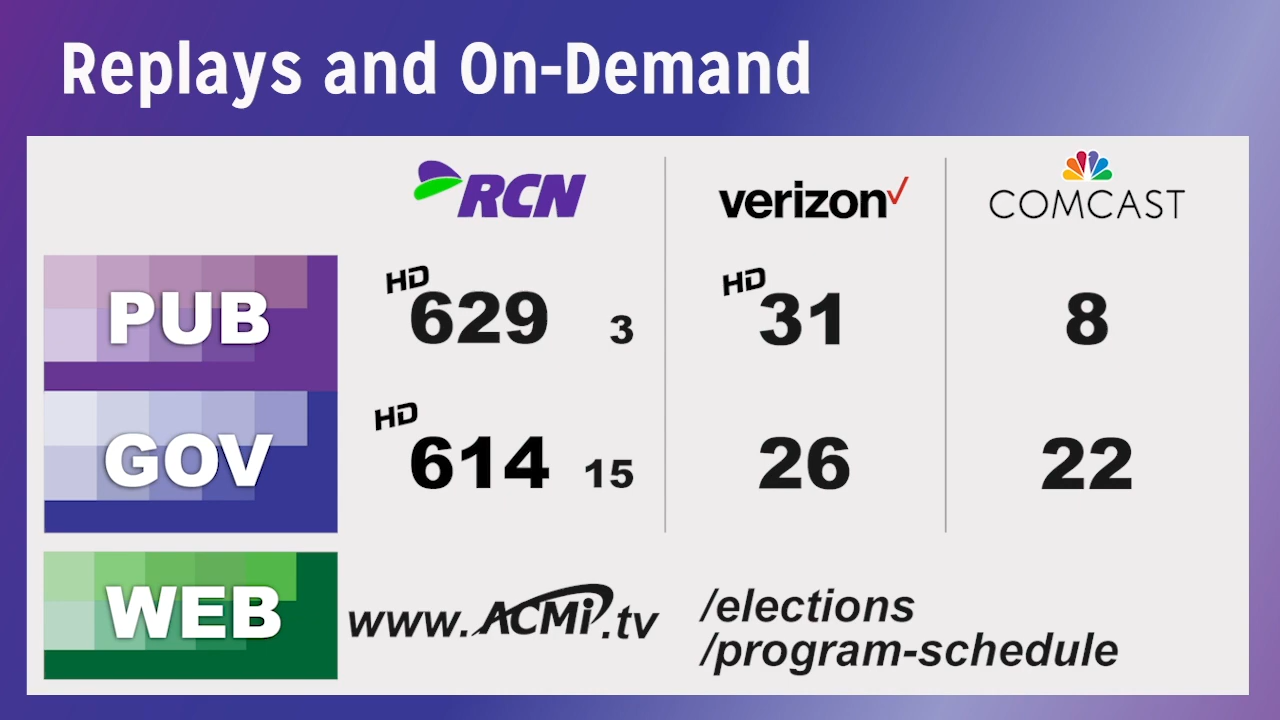 Replays and On-Demand
RCN verizon COMCAST
PUB HD 629 3 HD 31 8
GOV HD 614 15 26 22
WEB www.ACMi.tv /elections
/program-schedule